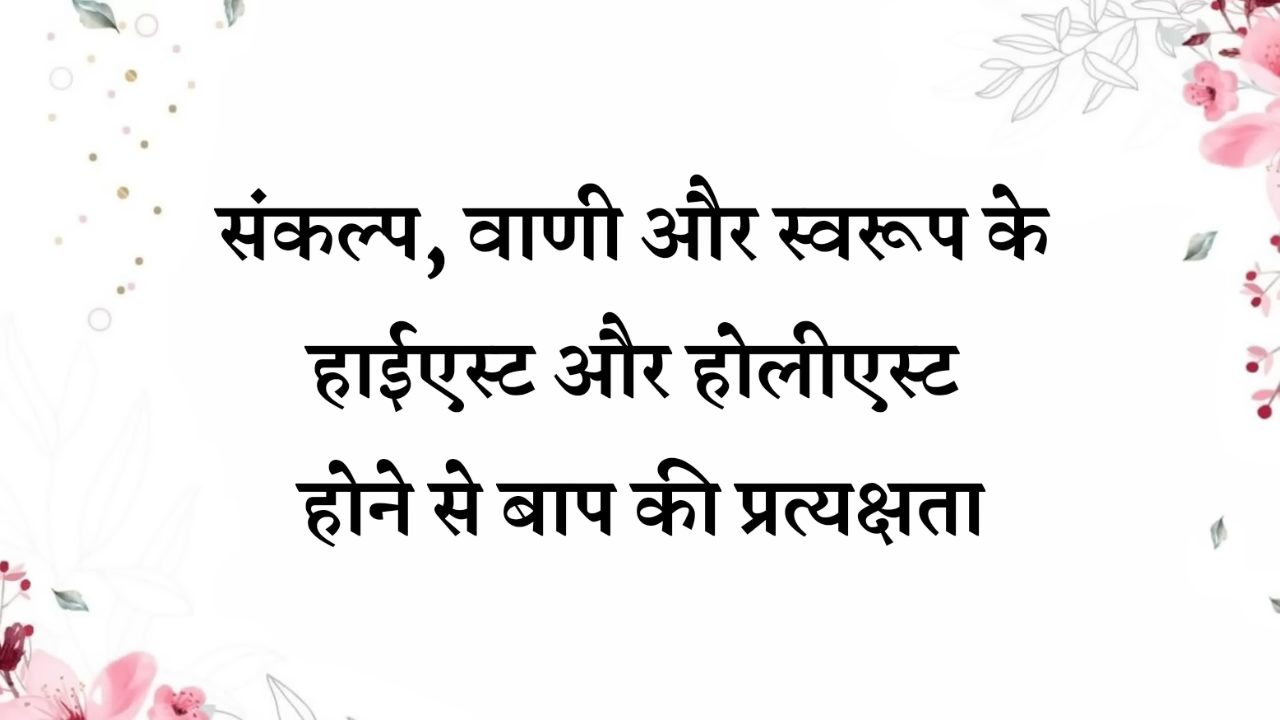 संकल्प, वाणी और स्वरूप के
हाईएस्ट और होलीएस्ट
होने से बाप की प्रत्यक्षता